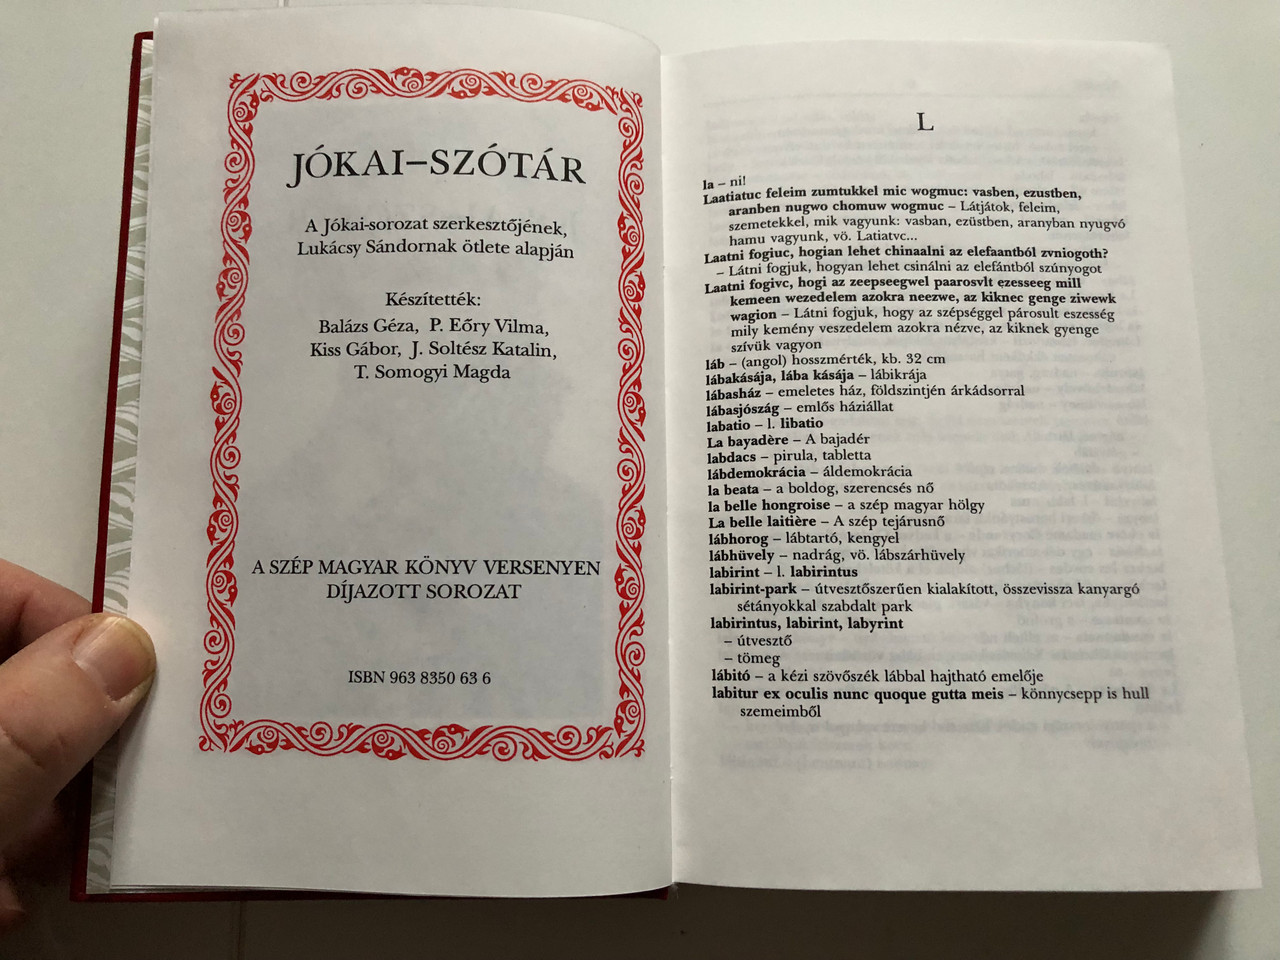 JÓKAI–SZÓTÁR
A Jókai-sorozat szerkesztőjének,
Lukácsy Sándornak ötlete alapján
Készítették:
Balázs Géza, P. Eőry Vilma,
Kiss Gábor, J. Soltész Katalin,
T. Somogyi Magda
A SZÉP MAGYAR KÖNYV VERSENYEN
DÍJAZOTT SOROZAT
ISBN 963 8350 63 6
L
la – ni!
Laatiatuc feleim zumtukkel mic wogmuc: vasben, ezustben,
aranben nugwo chomuw wogmuc – Látjátok, feleim,
szemetekkel, mik vagyunk: vasban, ezüstben, aranyban nyugvó
hamu vagyunk, vö. Latiatvc...
Laatni fogiuc, hogian lehet chinaalni az elefaantból zvniogoth?
– Látni fogjuk, hogyan lehet csinálni az elefántból szúnyogot
Laatni fogivc, hogi az zeepseegwel paarosvlt ezesseeg mill
kemeen wezedelem azokra neezwe, az kiknec genge ziwewk
wagion – Látni fogjuk, hogy az szépséggel párosult eszesség
mily kemény veszedelem azokra nézve, az kiknek gyenge
szívük vagyon
láb – (angol) hosszmérték, kb. 32 cm
lábakásája, lába kásája – lábikrája
lábasház – emeletes ház, földszintjén árkádsorral
lábasjószág – emlős háziállat
labatio – l. libatio
La bayadère – A bajadér
labdacs – pirula, tabletta
lábdemokrácia – áldemokrácia
la beata – a boldog, szerencsés nő
la belle hongroise – a szép magyar hölgy
La belle laitière – A szép tejárusnő
lábhorog – lábtartó, kengyel
lábhüvely – nadrág, vö. lábszárhüvely
labirint – l. labirintus
labirint-park – útvesztőszerűen kialakított, összevissza kanyargó
sétányokkal szabdalt park
labirintus, labirint, labyrint
– útvesztő
– tömeg
lábító – a kézi szövőszék lábbal hajtható emelője
labitur ex oculis nunc quoque gutta meis – könnycsepp is hull
szemeimből